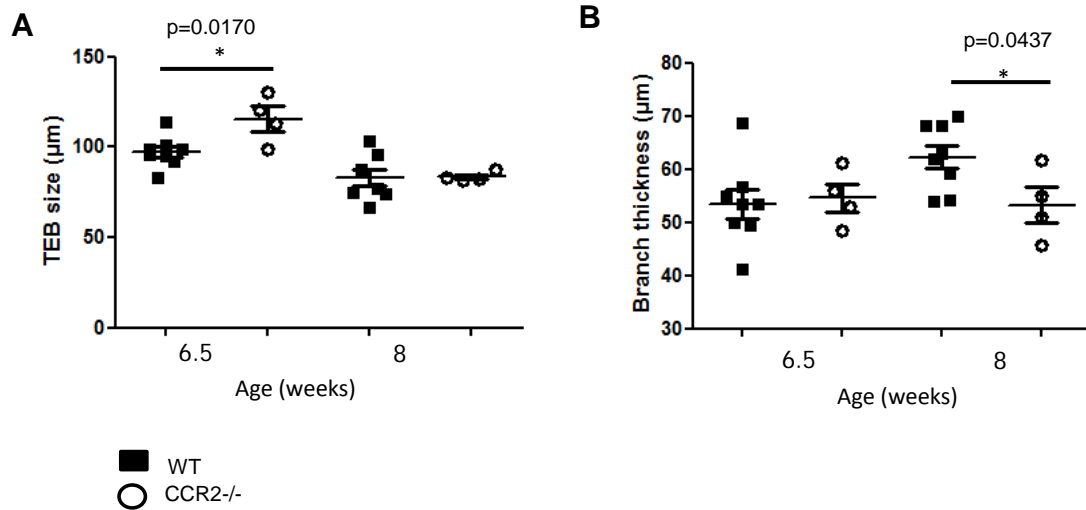 A
p=0.0170
*
TEB size (µm)
150
100
50
0
6.5
8
Age (weeks)
B
p=0.0437
*
Branch thickness (µm)
80
70
60
50
40
30
6.5
8
Age (weeks)
WT
CCR2-/-